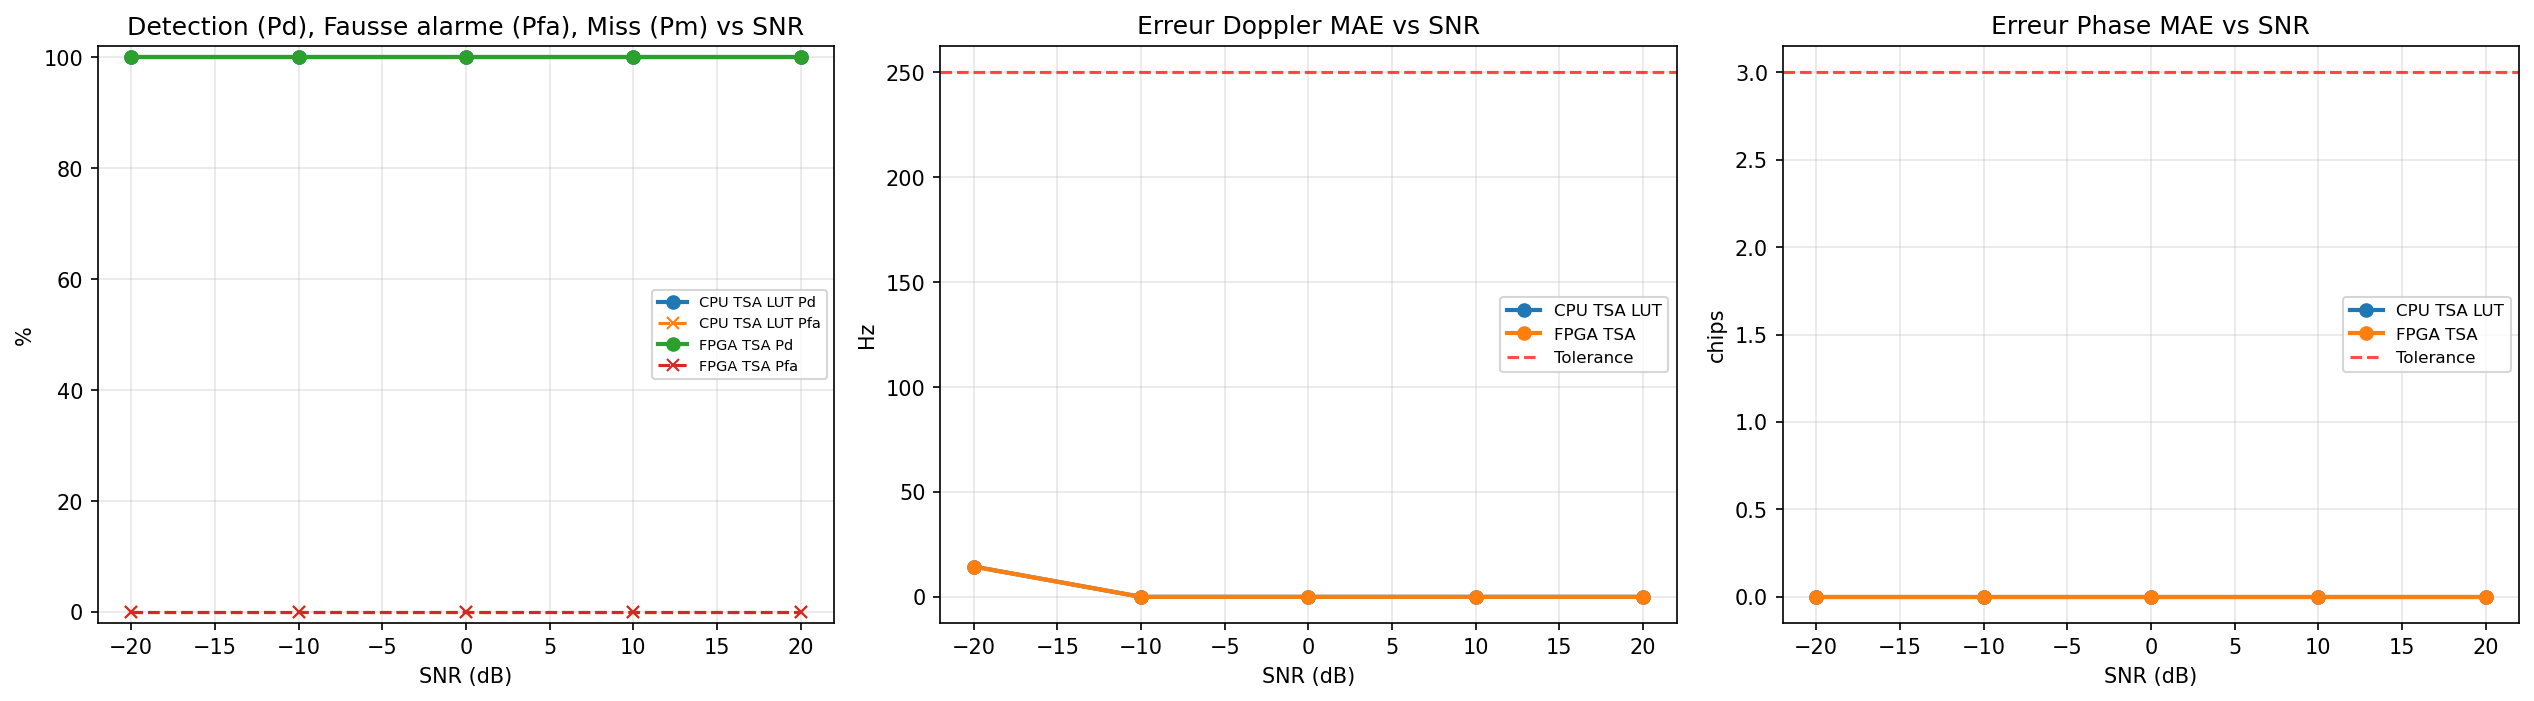 Detection (Pd), Fausse alarme (Pfa), Miss (Pm) vs SNR
100
80
60
40
20
0
%
−20 −15 −10 −5 0 5 10 15 20
SNR (dB)
CPU TSA LUT Pd
CPU TSA LUT Pfa
FPGA TSA Pd
FPGA TSA Pfa
Erreur Doppler MAE vs SNR
250
200
150
100
50
0
Hz
−20 −15 −10 −5 0 5 10 15 20
SNR (dB)
CPU TSA LUT
FPGA TSA
Tolerance
Erreur Phase MAE vs SNR
3.0
2.5
2.0
1.5
1.0
0.5
0.0
chips
−20 −15 −10 −5 0 5 10 15 20
SNR (dB)
CPU TSA LUT
FPGA TSA
Tolerance